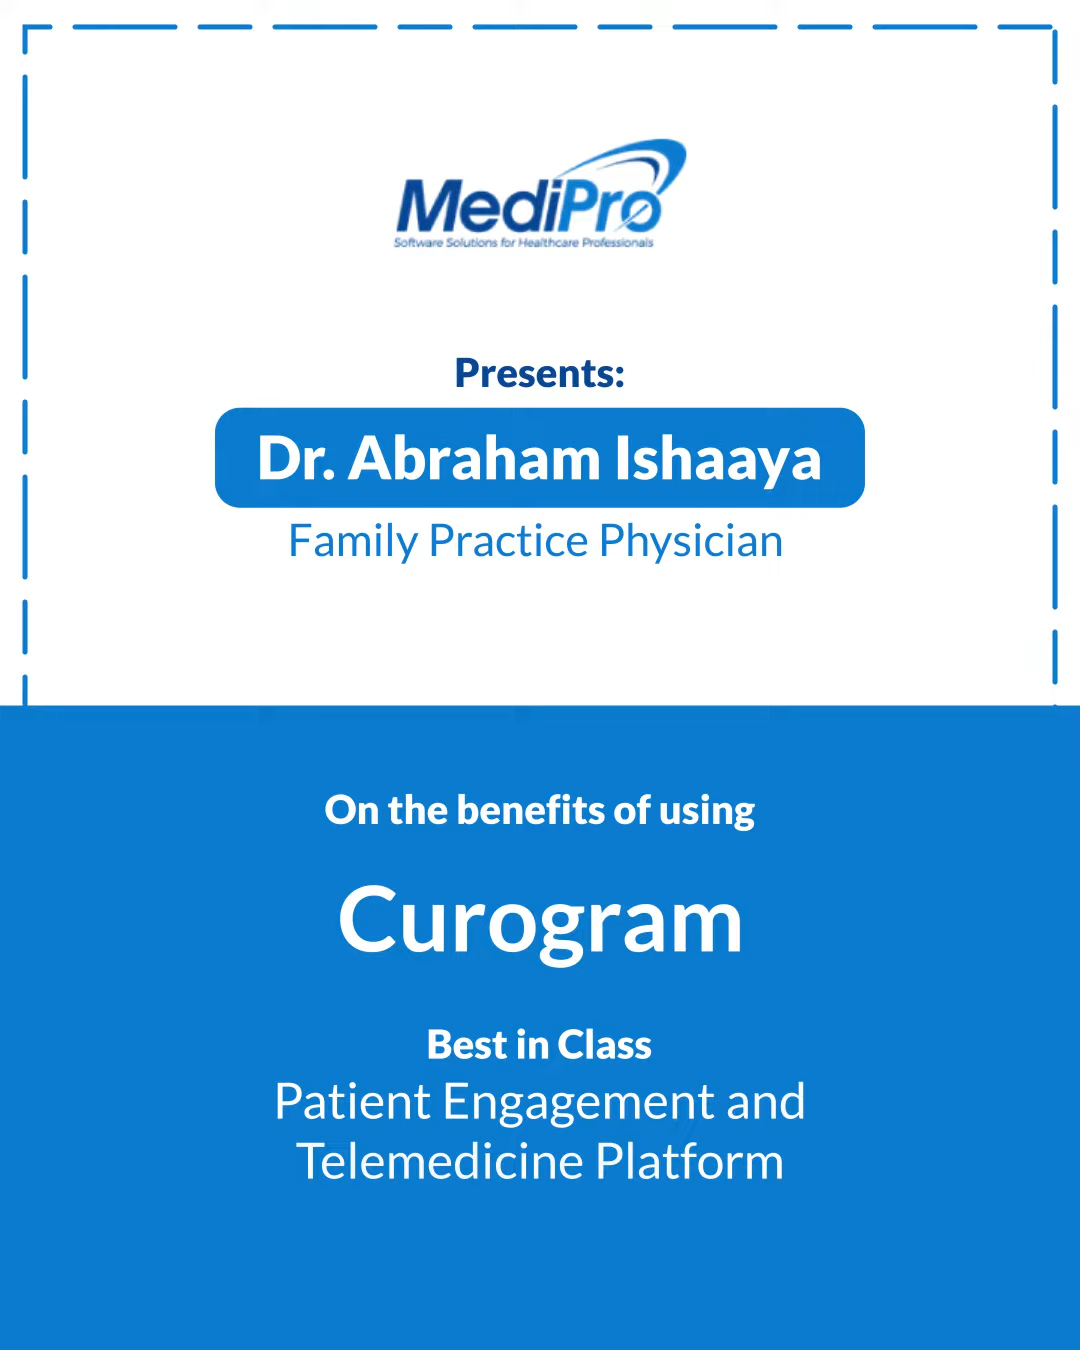 MediPro
Software Solutions for Healthcare Professionals
Presents:
Dr. Abraham Ishaaya
Family Practice Physician
On the benefits of using
Curogram
Best in Class
Patient Engagement and
Telemedicine Platform